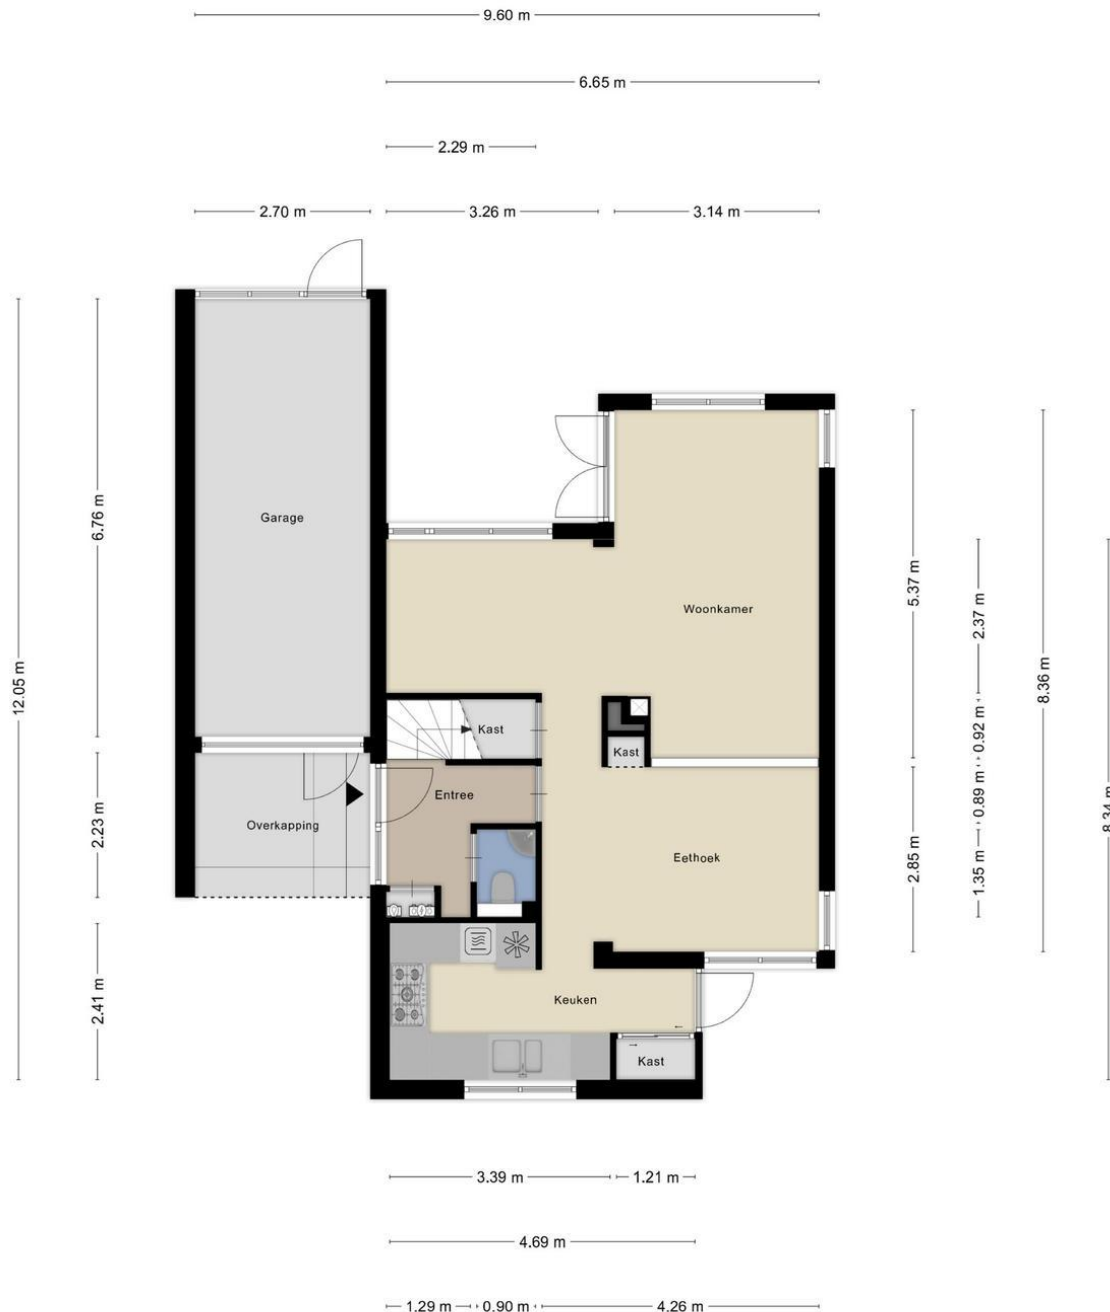 9.60 m
6.65 m
2.29 m
2.70 m
3.26 m
3.14 m
12.05 m
6.76 m
2.23 m
2.41 m
Garage
Woonkamer
Kast
Kast
Entree
Overkapping
Eethoek
Keuken
Kast
5.37 m
2.85 m
2.37 m
0.92 m
0.89 m
1.35 m
8.36 m
8.34 m
3.39 m
1.21 m
4.69 m
1.29 m
0.90 m
4.26 m